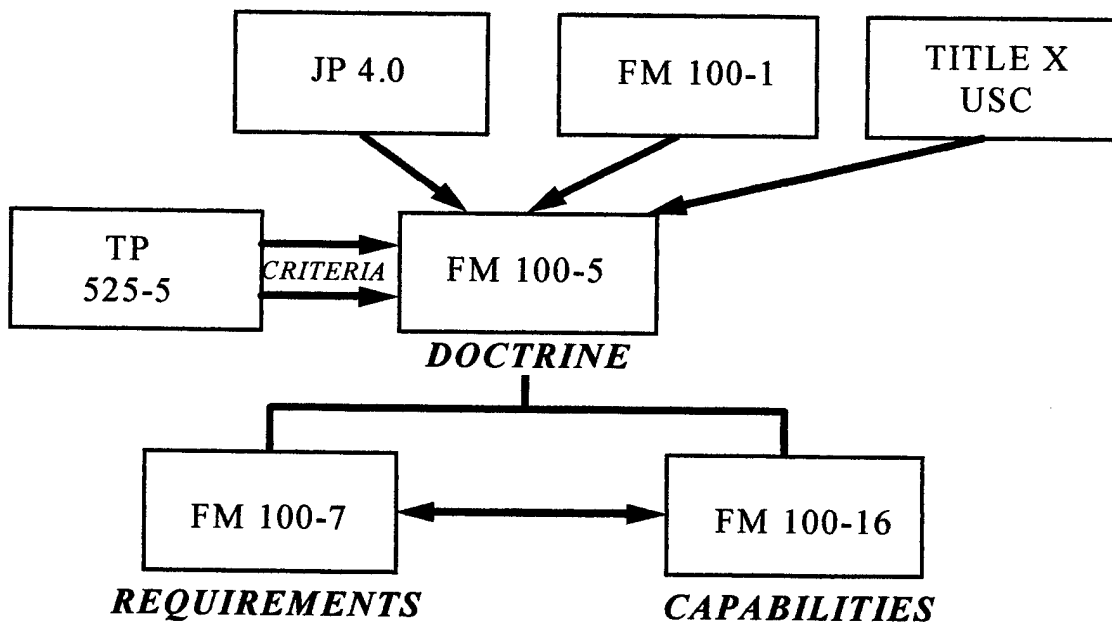 JP 4.0
FM 100-1
TITLE X
USC
TP
525-5
CRITERIA
FM 100-5
DOCTRINE
FM 100-7
FM 100-16
REQUIREMENTS
CAPABILITIES